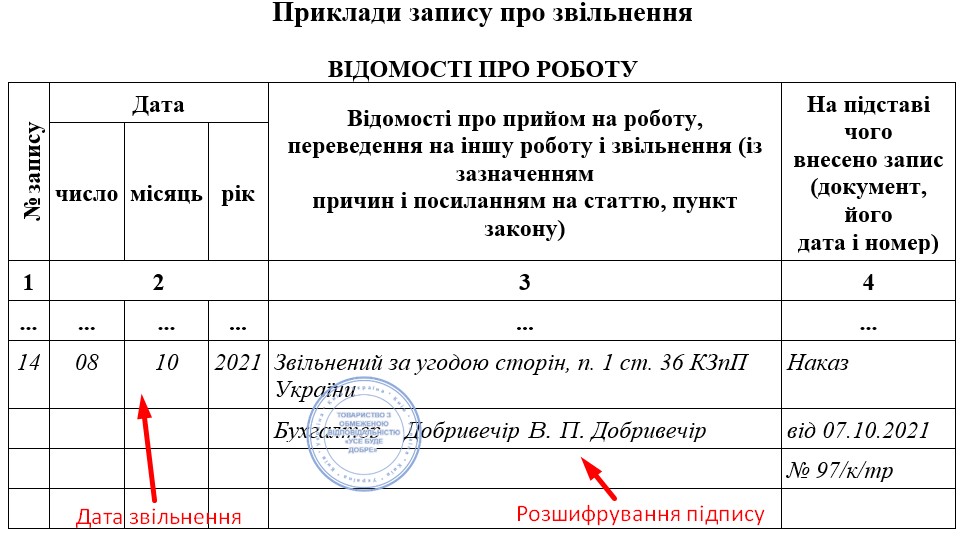 Приклади запису про звільнення
ВІДОМОСТІ ПРО РОБОТУ
№ запису
Дата
число
місяць
рік
Відомості про прийом на роботу,
переведення на іншу роботу і звільнення (із
зазначенням
причин і посиланням на статтю, пункт
закону)
На підставі
чого
внесено запис
(документ,
його
дата і номер)
1 2 3 4
... ... ... ... ... ...
14 08 10 2021 Звільнений за угодою сторін, п. 1 ст. 36 КЗпП Наказ
України
Бухгалтер Добривечір В. П. Добривечір від 07.10.2021
ТОВАРИСТВО З
ОБМЕЖЕНОЮ
ВІДПОВІДАЛЬНІСТЮ
«УСЕ БУДЕ
ДОБРЕ»
№ 97/к/тр
Дата звільнення
Розшифрування підпису